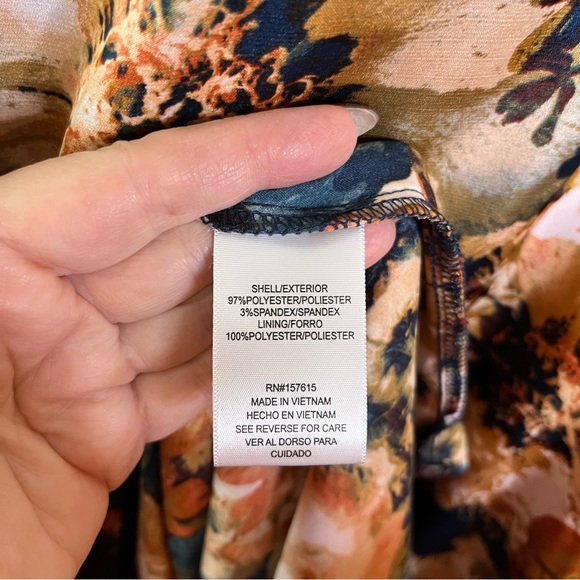 SHELL/EXTERIOR
97%POLYESTER/POLIESTER
3%SPANDEX/SPANDEX
LINING/FORRO
100%POLYESTER/POLIESTER
RN#157615
MADE IN VIETNAM
HECHO EN VIETNAM
SEE REVERSE FOR CARE
VER AL DORSO PARA
CUIDADO